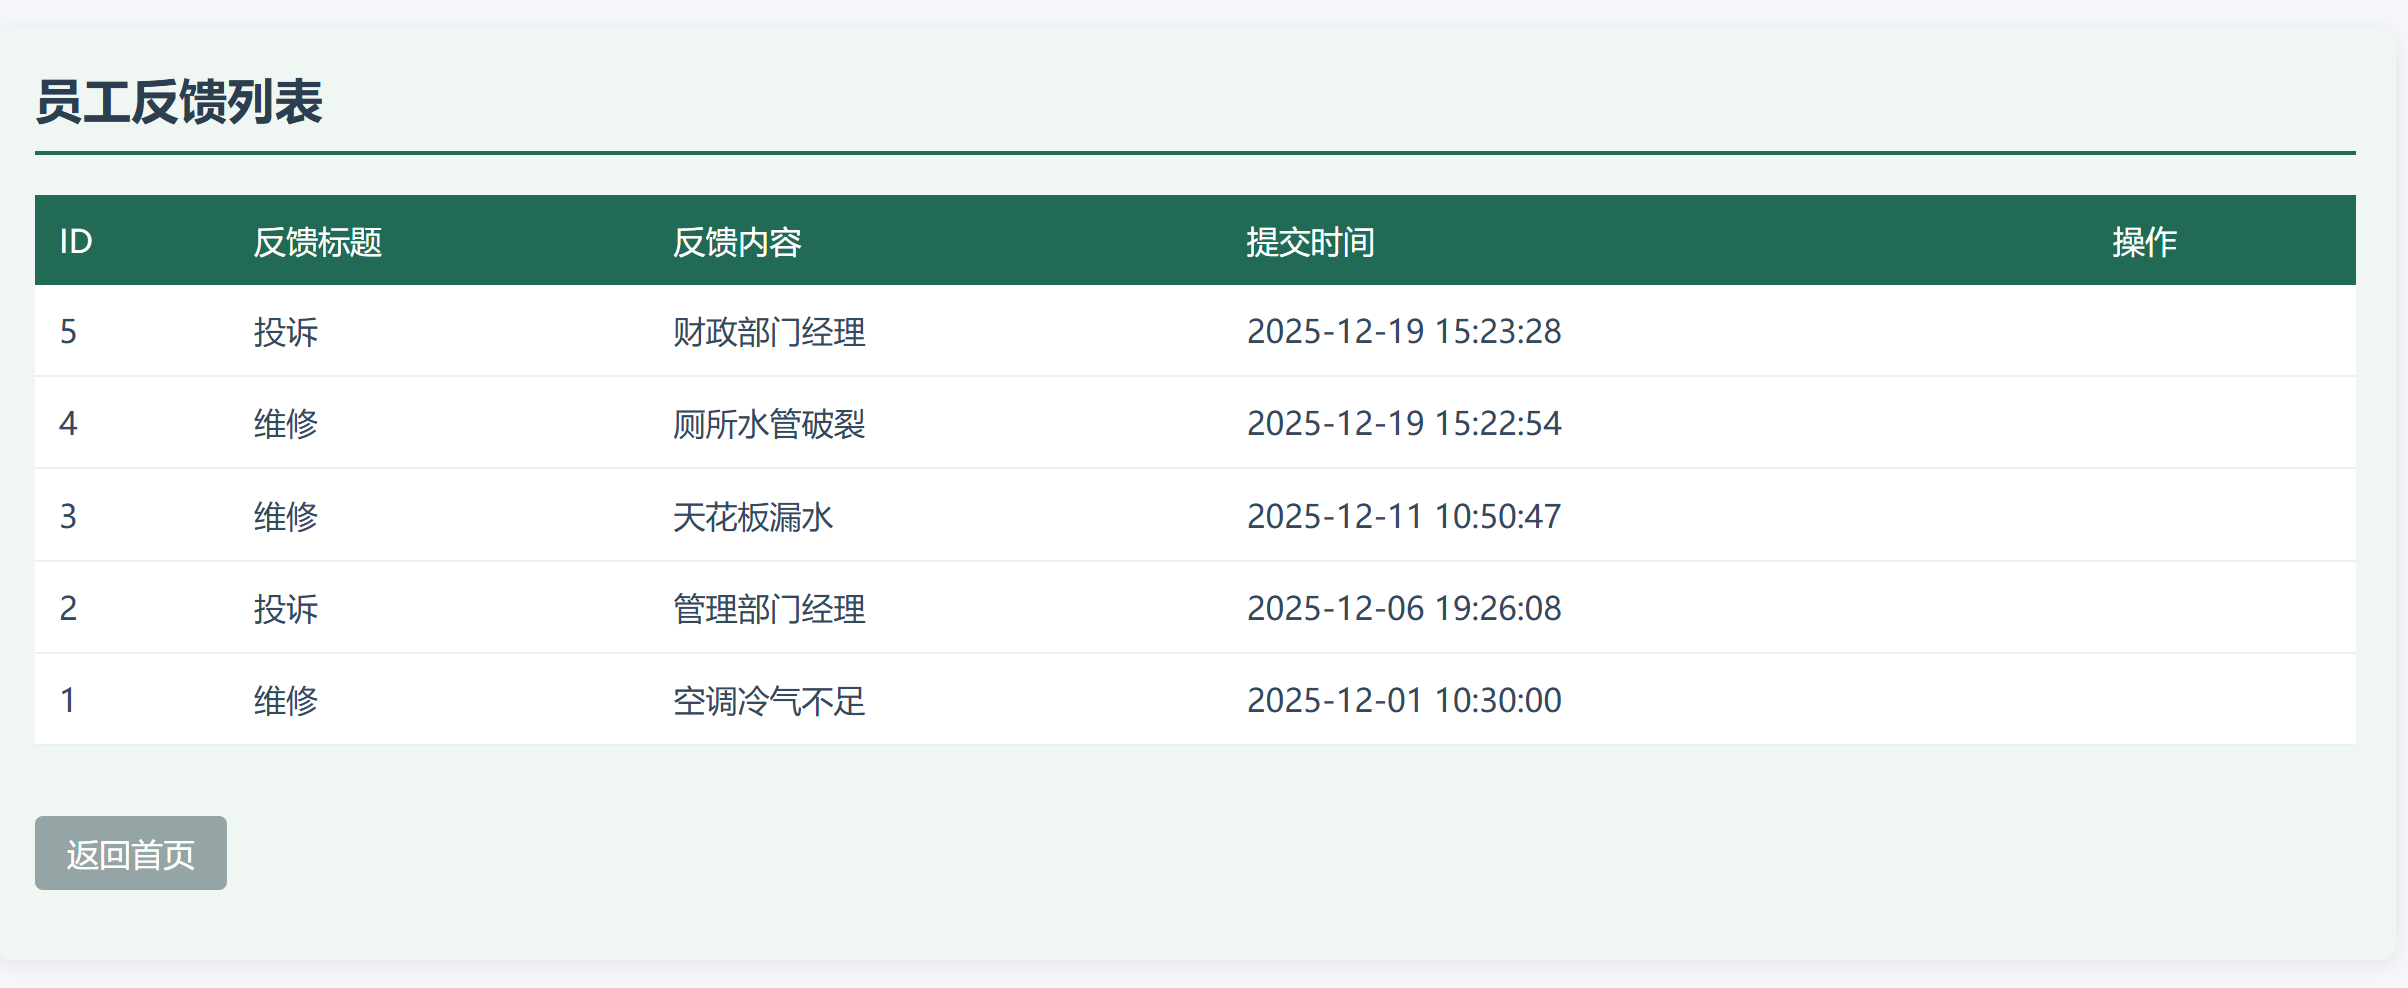 员工反馈列表
ID 反馈标题 反馈内容 提交时间 操作
5 投诉 财政部门经理 2025-12-19 15:23:28
4 维修 厕所水管破裂 2025-12-19 15:22:54
3 维修 天花板漏水 2025-12-11 10:50:47
2 投诉 管理部门经理 2025-12-06 19:26:08
1 维修 空调冷气不足 2025-12-01 10:30:00
返回首页